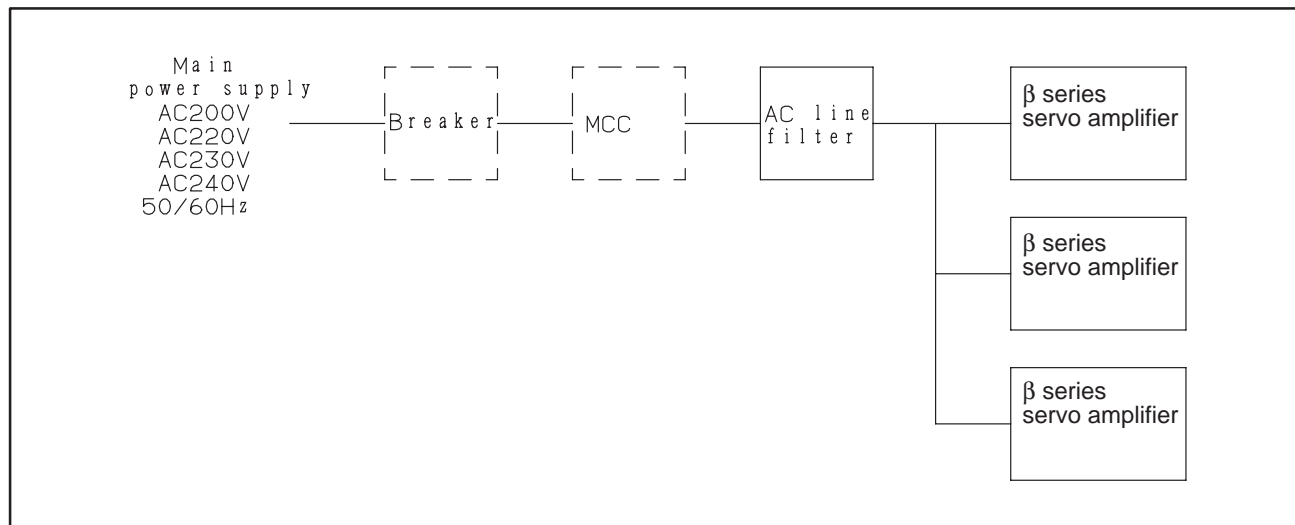 Main
power supply
AC200V
AC220V
AC230V
AC240V
50/60Hz
Breaker
MCC
AC line
filter
β series
servo amplifier
β series
servo amplifier
β series
servo amplifier